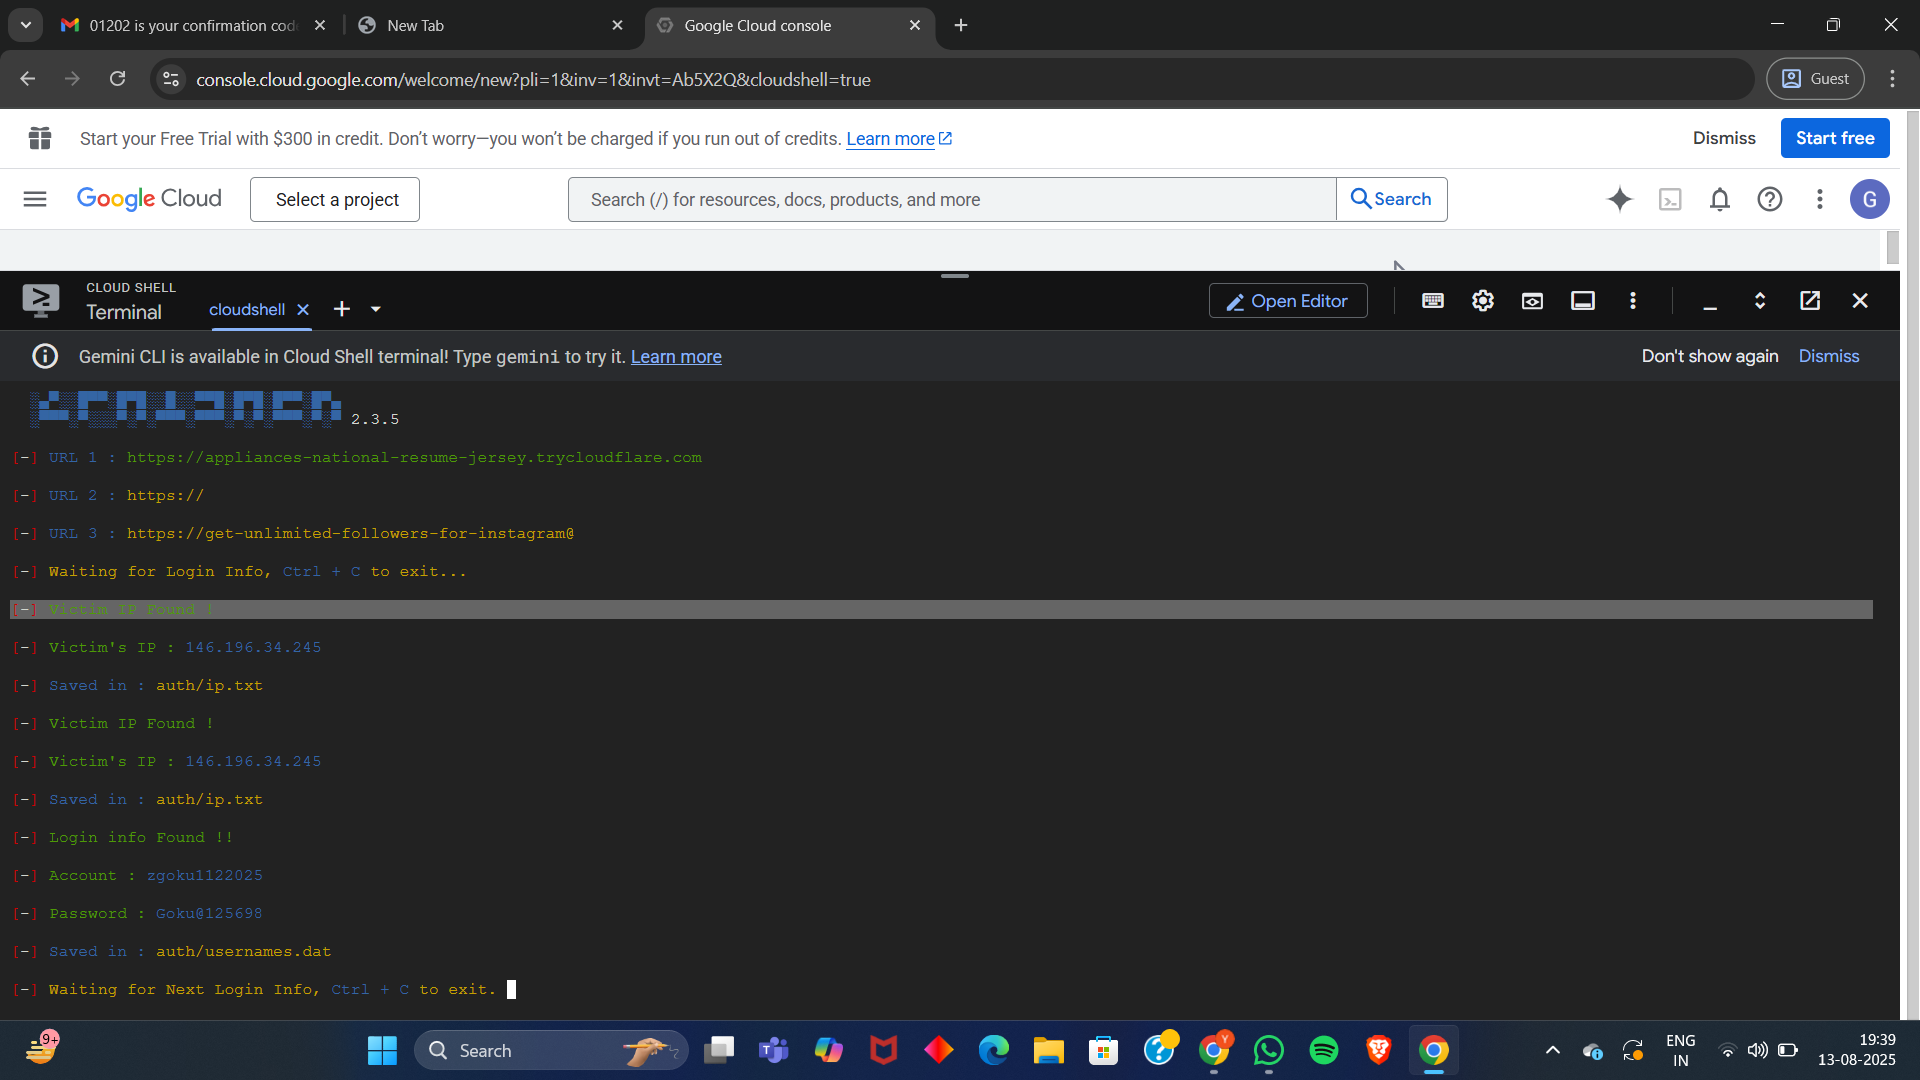 01202 is your confirmation cod
New Tab
Google Cloud console
console.cloud.google.com/welcome/new?pli=1&inv=1&invt=Ab5X2Q&cloudshell=true
Guest
Start your Free Trial with $300 in credit. Don't worry—you won't be charged if you run out of credits. Learn more
Dismiss
Start free
Google Cloud
Select a project
Search (/) for resources, docs, products, and more
Search
G
CLOUD SHELL
Terminal
cloudshell
Open Editor
Gemini CLI is available in Cloud Shell terminal! Type gemini to try it. Learn more
Don't show again
Dismiss
ZPHISHER 2.3.5
[-] URL 1 : https://appliances-national-resume-jersey.trycloudflare.com
[-] URL 2 : https://
[-] URL 3 : https://get-unlimited-followers-for-instagram@
[-] Waiting for Login Info, Ctrl + C to exit...
[-] Victim IP Found !
[-] Victim's IP : 146.196.34.245
[-] Saved in : auth/ip.txt
[-] Victim IP Found !
[-] Victim's IP : 146.196.34.245
[-] Saved in : auth/ip.txt
[-] Login info Found !!
[-] Account : zgoku1122025
[-] Password : Goku@125698
[-] Saved in : auth/usernames.dat
[-] Waiting for Next Login Info, Ctrl + C to exit.
9+
Search
Y
ENG
IN
19:39
13-08-2025